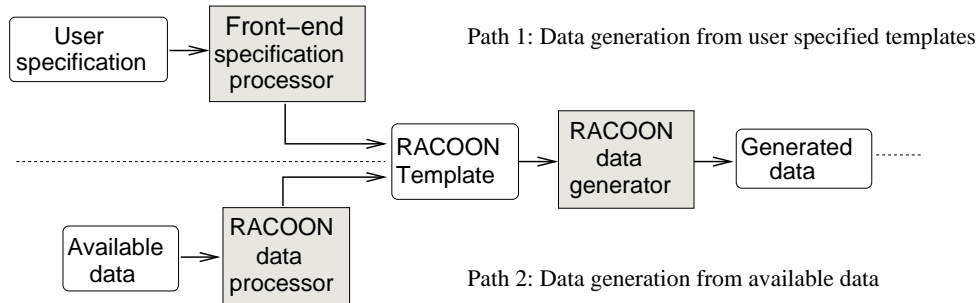 User
specification
Front−end
specification
processor
Path 1: Data generation from user specified templates
RACOON
Template
RACOON
data
generator
Generated
data
Available
data
RACOON
data
processor
Path 2: Data generation from available data